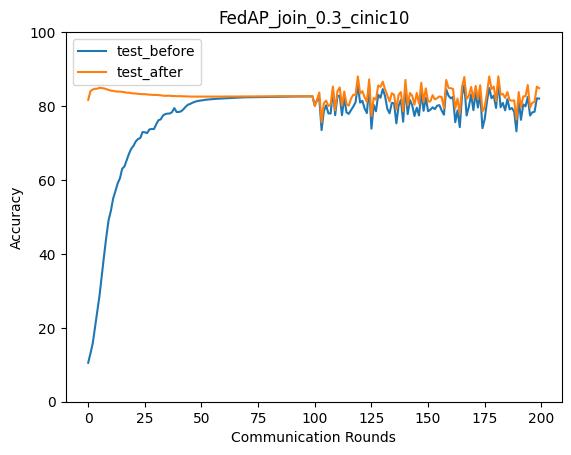 FedAP_join_0.3_cinic10
test_before
test_after
Accuracy
100
80
60
40
20
0
0 25 50 75 100 125 150 175 200
Communication Rounds